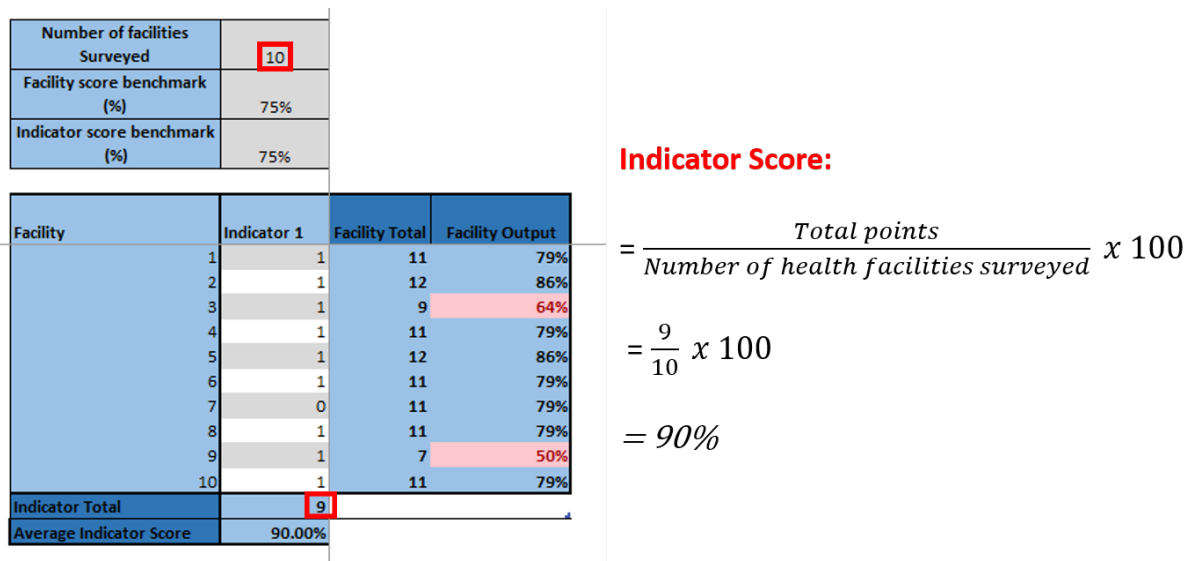 Number of facilities
Surveyed 10
Facility score benchmark
(%) 75%
Indicator score benchmark
(%) 75%
Facility Indicator 1 Facility Total Facility Output
1 1 11 79%
2 1 12 86%
3 1 9 64%
4 1 11 79%
5 1 12 86%
6 1 11 79%
7 0 11 79%
8 1 11 79%
9 1 7 50%
10 1 11 79%
Indicator Total 9
Average Indicator Score 90.00%
Indicator Score:
= Total points / Number of health facilities surveyed x 100
= 9/10 x 100
= 90%